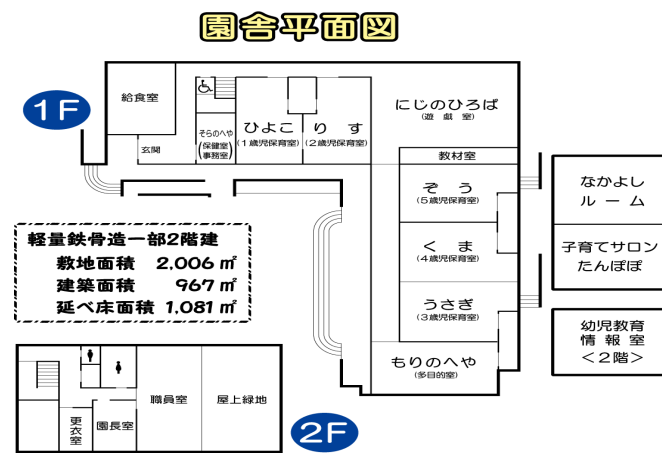 園舎平面図
1F
給食室
玄関
そらのへや
(保健室
事務室)
ひよこ
(1歳児保育室)
りす
(2歳児保育室)
にじのひろば
(遊戯室)
教材室
ぞう
(5歳児保育室)
くま
(4歳児保育室)
うさぎ
(3歳児保育室)
もりのへや
(多目的室)
なかよし
ルーム
子育てサロン
たんぽぽ
幼児教育
情報室
<2階>
軽量鉄骨造一部2階建
敷地面積 2,006㎡
建築面積 967㎡
延べ床面積 1,081㎡
更衣室
園長室
職員室
屋上緑地
2F